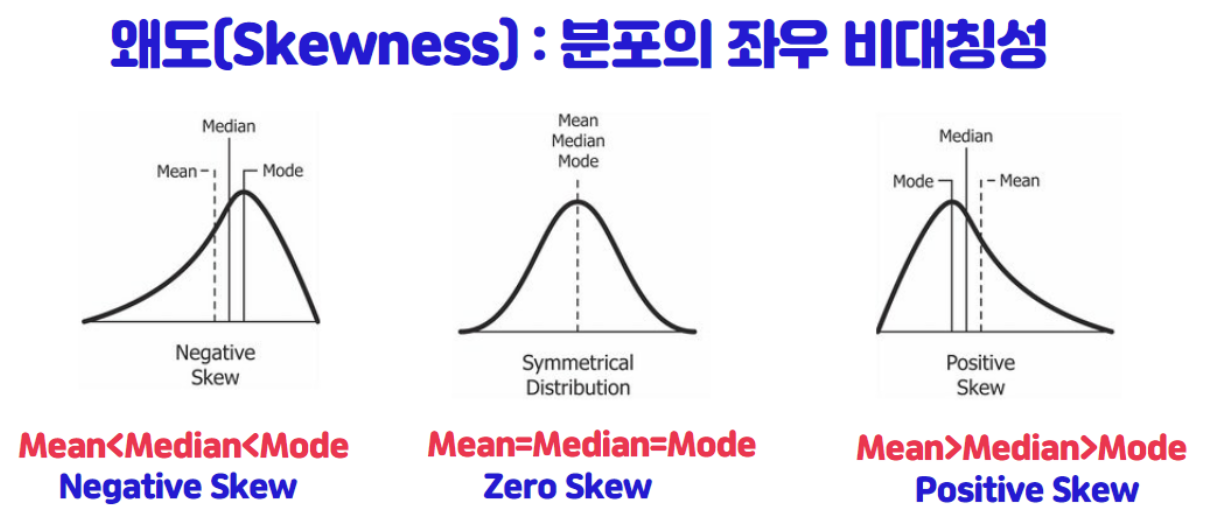 왜도(Skewness) : 분포의 좌우 비대칭성
Median
Mean
Mode
Negative
Skew
Mean<Median<Mode
Negative Skew
Mean
Median
Mode
Symmetrical
Distribution
Mean=Median=Mode
Zero Skew
Median
Mode
Mean
Positive
Skew
Mean>Median>Mode
Positive Skew